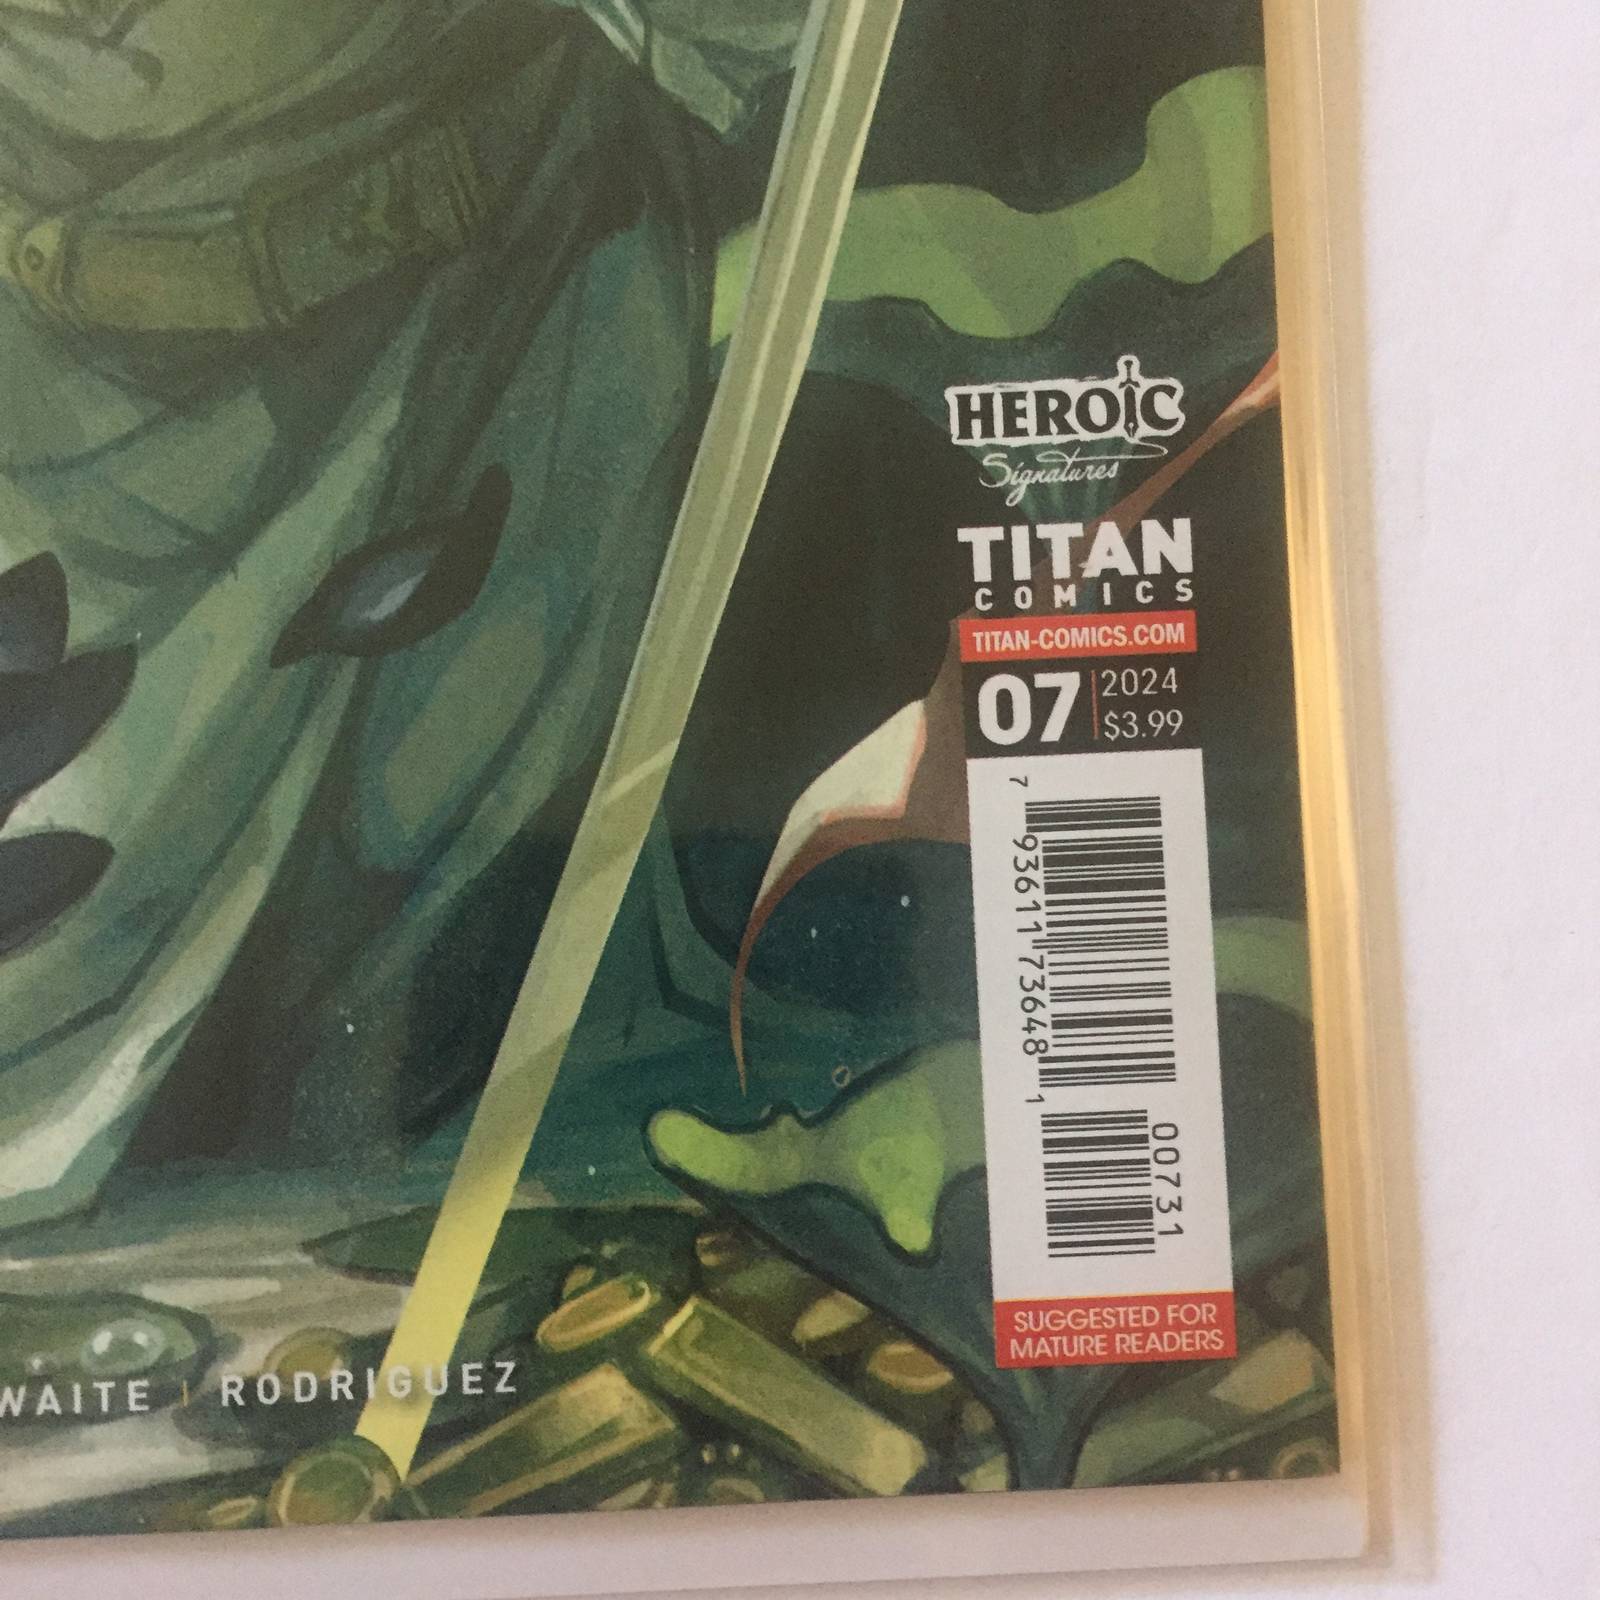 HEROIC
Signatures
TITAN
COMICS
TITAN-COMICS.COM
07
2024
$3.99
7 93611 73648 1
00731
SUGGESTED FOR
MATURE READERS
WAITE | RODRIGUEZ